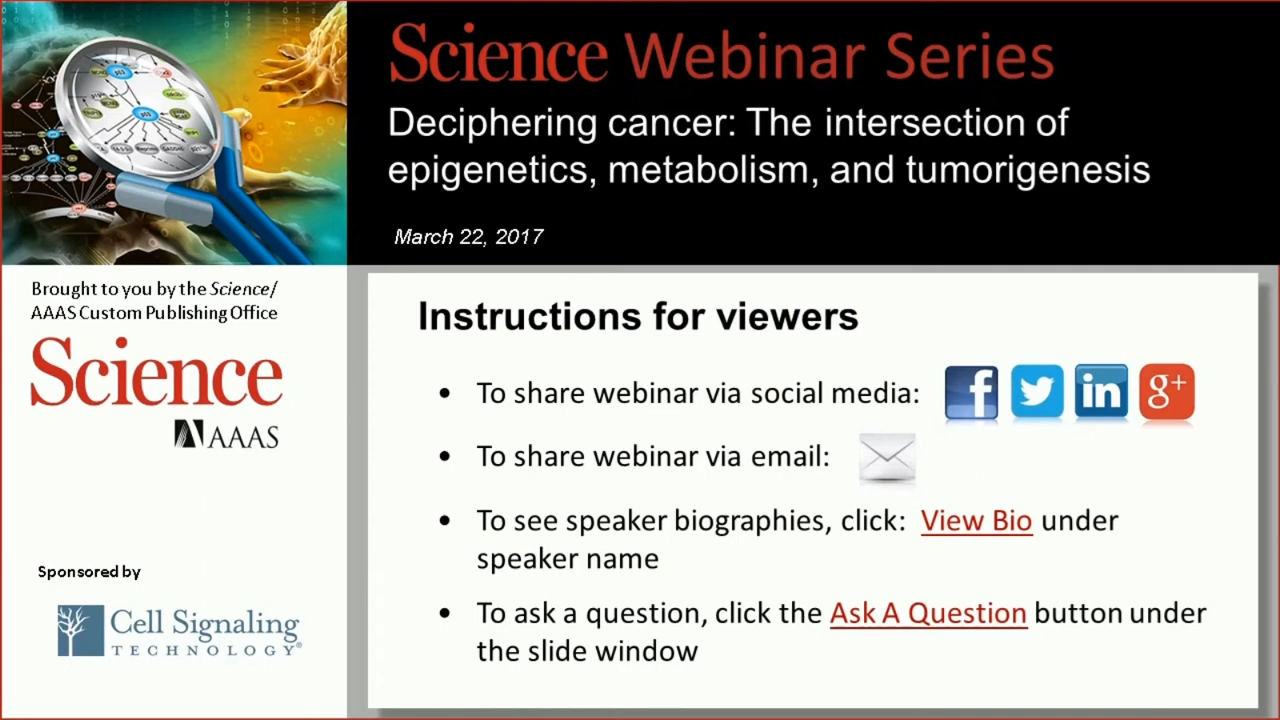 Science Webinar Series
Deciphering cancer: The intersection of
epigenetics, metabolism, and tumorigenesis
March 22, 2017
Brought to you by the Science/
AAAS Custom Publishing Office
Science
AAAS
Sponsored by
Cell Signaling
TECHNOLOGY®
Instructions for viewers
• To share webinar via social media: f in g+
• To share webinar via email:
• To see speaker biographies, click: View Bio under
speaker name
• To ask a question, click the Ask A Question button under
the slide window